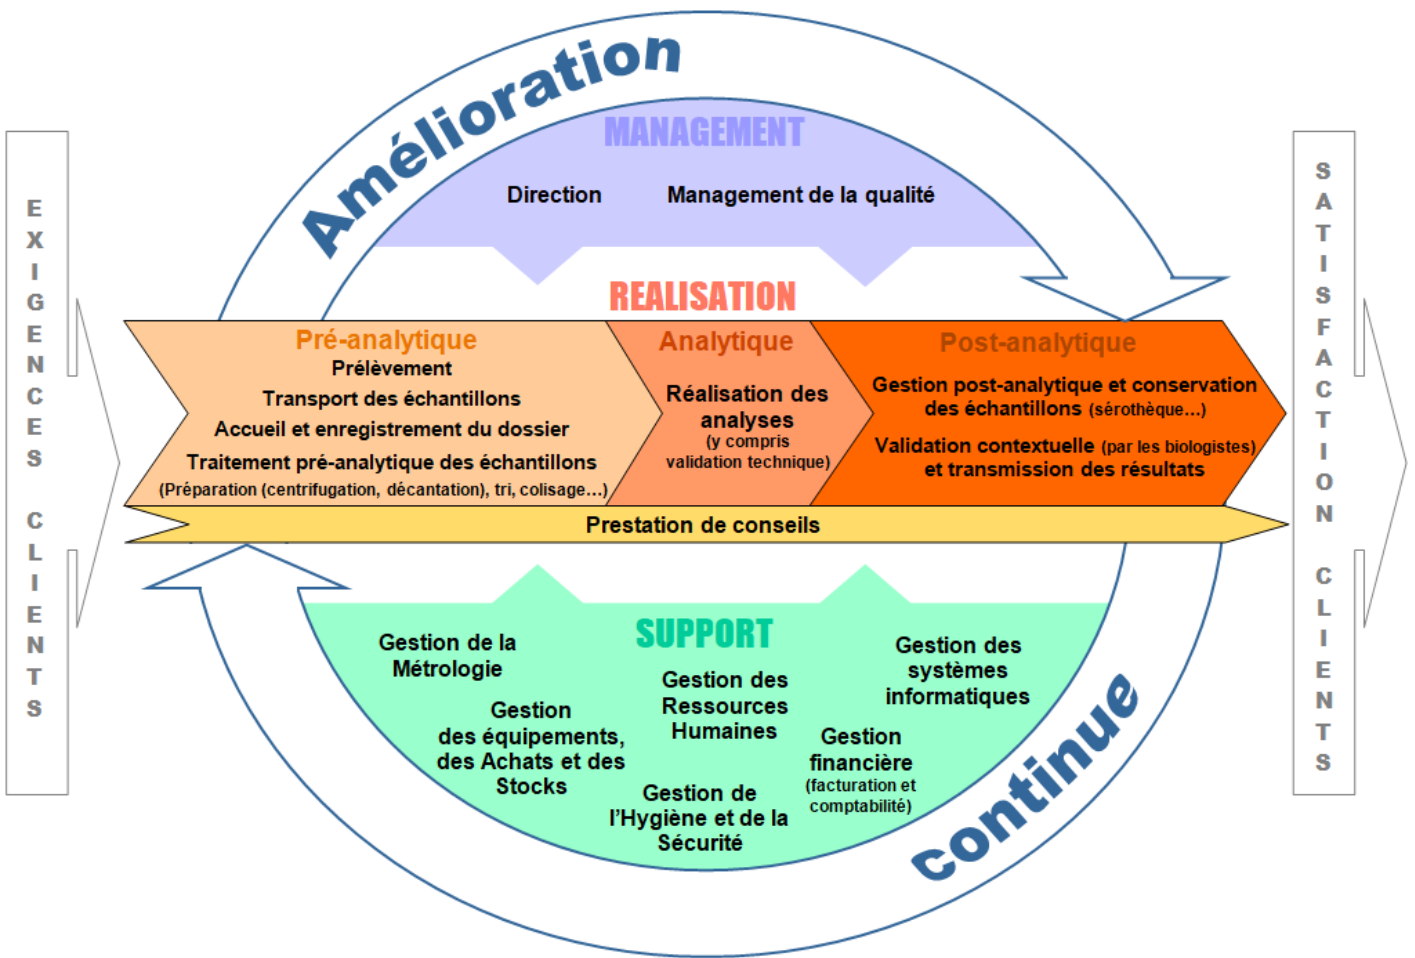 Amélioration
EXIGENCES CLIENTS
MANAGEMENT
Direction
Management de la qualité
REALISATION
Pré-analytique
Prélèvement
Transport des échantillons
Accueil et enregistrement du dossier
Traitement pré-analytique des échantillons
(Préparation (centrifugation, décantation), tri, colisage…)
Analytique
Réalisation des
analyses
(y compris
validation technique)
Post-analytique
Gestion post-analytique et conservation
des échantillons (sérothèque…)
Validation contextuelle (par les biologistes)
et transmission des résultats
Prestation de conseils
SUPPORT
Gestion de la
Métrologie
Gestion
des équipements,
des Achats et des
Stocks
Gestion des
Ressources
Humaines
Gestion de
l'Hygiène et de la
Sécurité
Gestion
financière
(facturation et
comptabilité)
Gestion des
systèmes
informatiques
continue
SATISFACTION CLIENTS